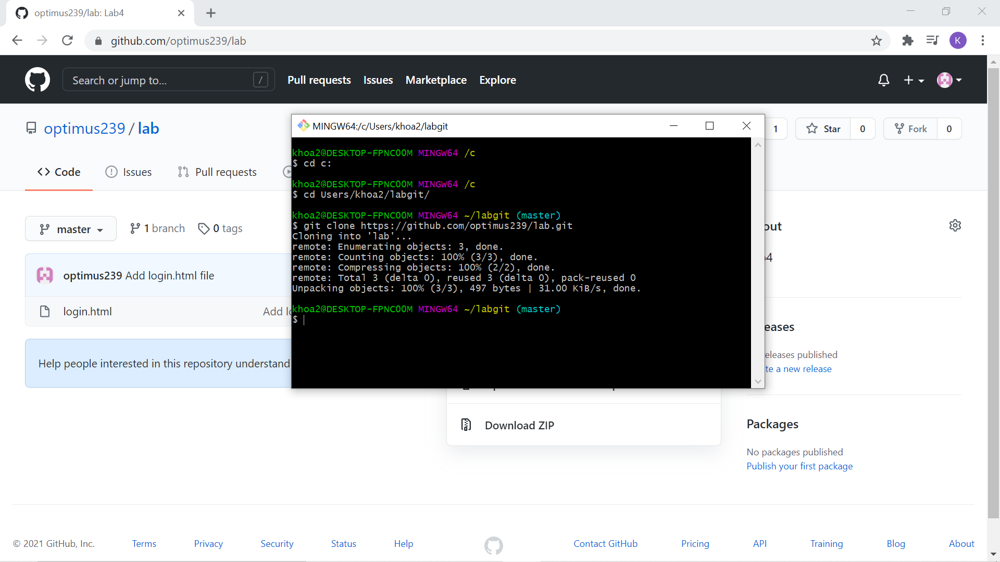 optimus239/lab: Lab4
github.com/optimus239/lab
K
Search or jump to...
/
Pull requests
Issues
Marketplace
Explore
optimus239 / lab
1
Star
0
Fork
0
Code
Issues
Pull requests
MINGW64:/c/Users/khoa2/labgit
khoa2@DESKTOP-FPNCOOM MINGW64 /c
$ cd c:
khoa2@DESKTOP-FPNCOOM MINGW64 /c
$ cd Users/khoa2/labgit/
khoa2@DESKTOP-FPNCOOM MINGW64 ~/labgit (master)
$ git clone https://github.com/optimus239/lab.git
Cloning into 'lab'...
remote: Enumerating objects: 3, done.
remote: Counting objects: 100% (3/3), done.
remote: Compressing objects: 100% (2/2), done.
remote: Total 3 (delta 0), reused 3 (delta 0), pack-reused 0
Unpacking objects: 100% (3/3), 497 bytes | 31.00 KiB/s, done.
khoa2@DESKTOP-FPNCOOM MINGW64 ~/labgit (master)
$
master
1 branch
0 tags
optimus239 Add login.html file
login.html
Add lo
Help people interested in this repository understand
Download ZIP
out
4
eases
eleases published
te a new release
Packages
No packages published
Publish your first package
© 2021 GitHub, Inc.
Terms
Privacy
Security
Status
Help
Contact GitHub
Pricing
API
Training
Blog
About